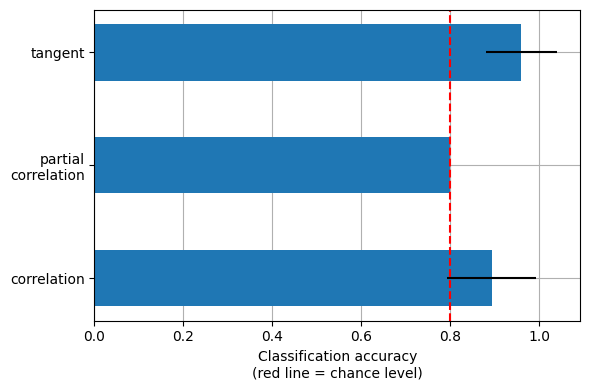 tangent
partial
correlation
correlation
0.0 0.2 0.4 0.6 0.8 1.0
Classification accuracy
(red line = chance level)